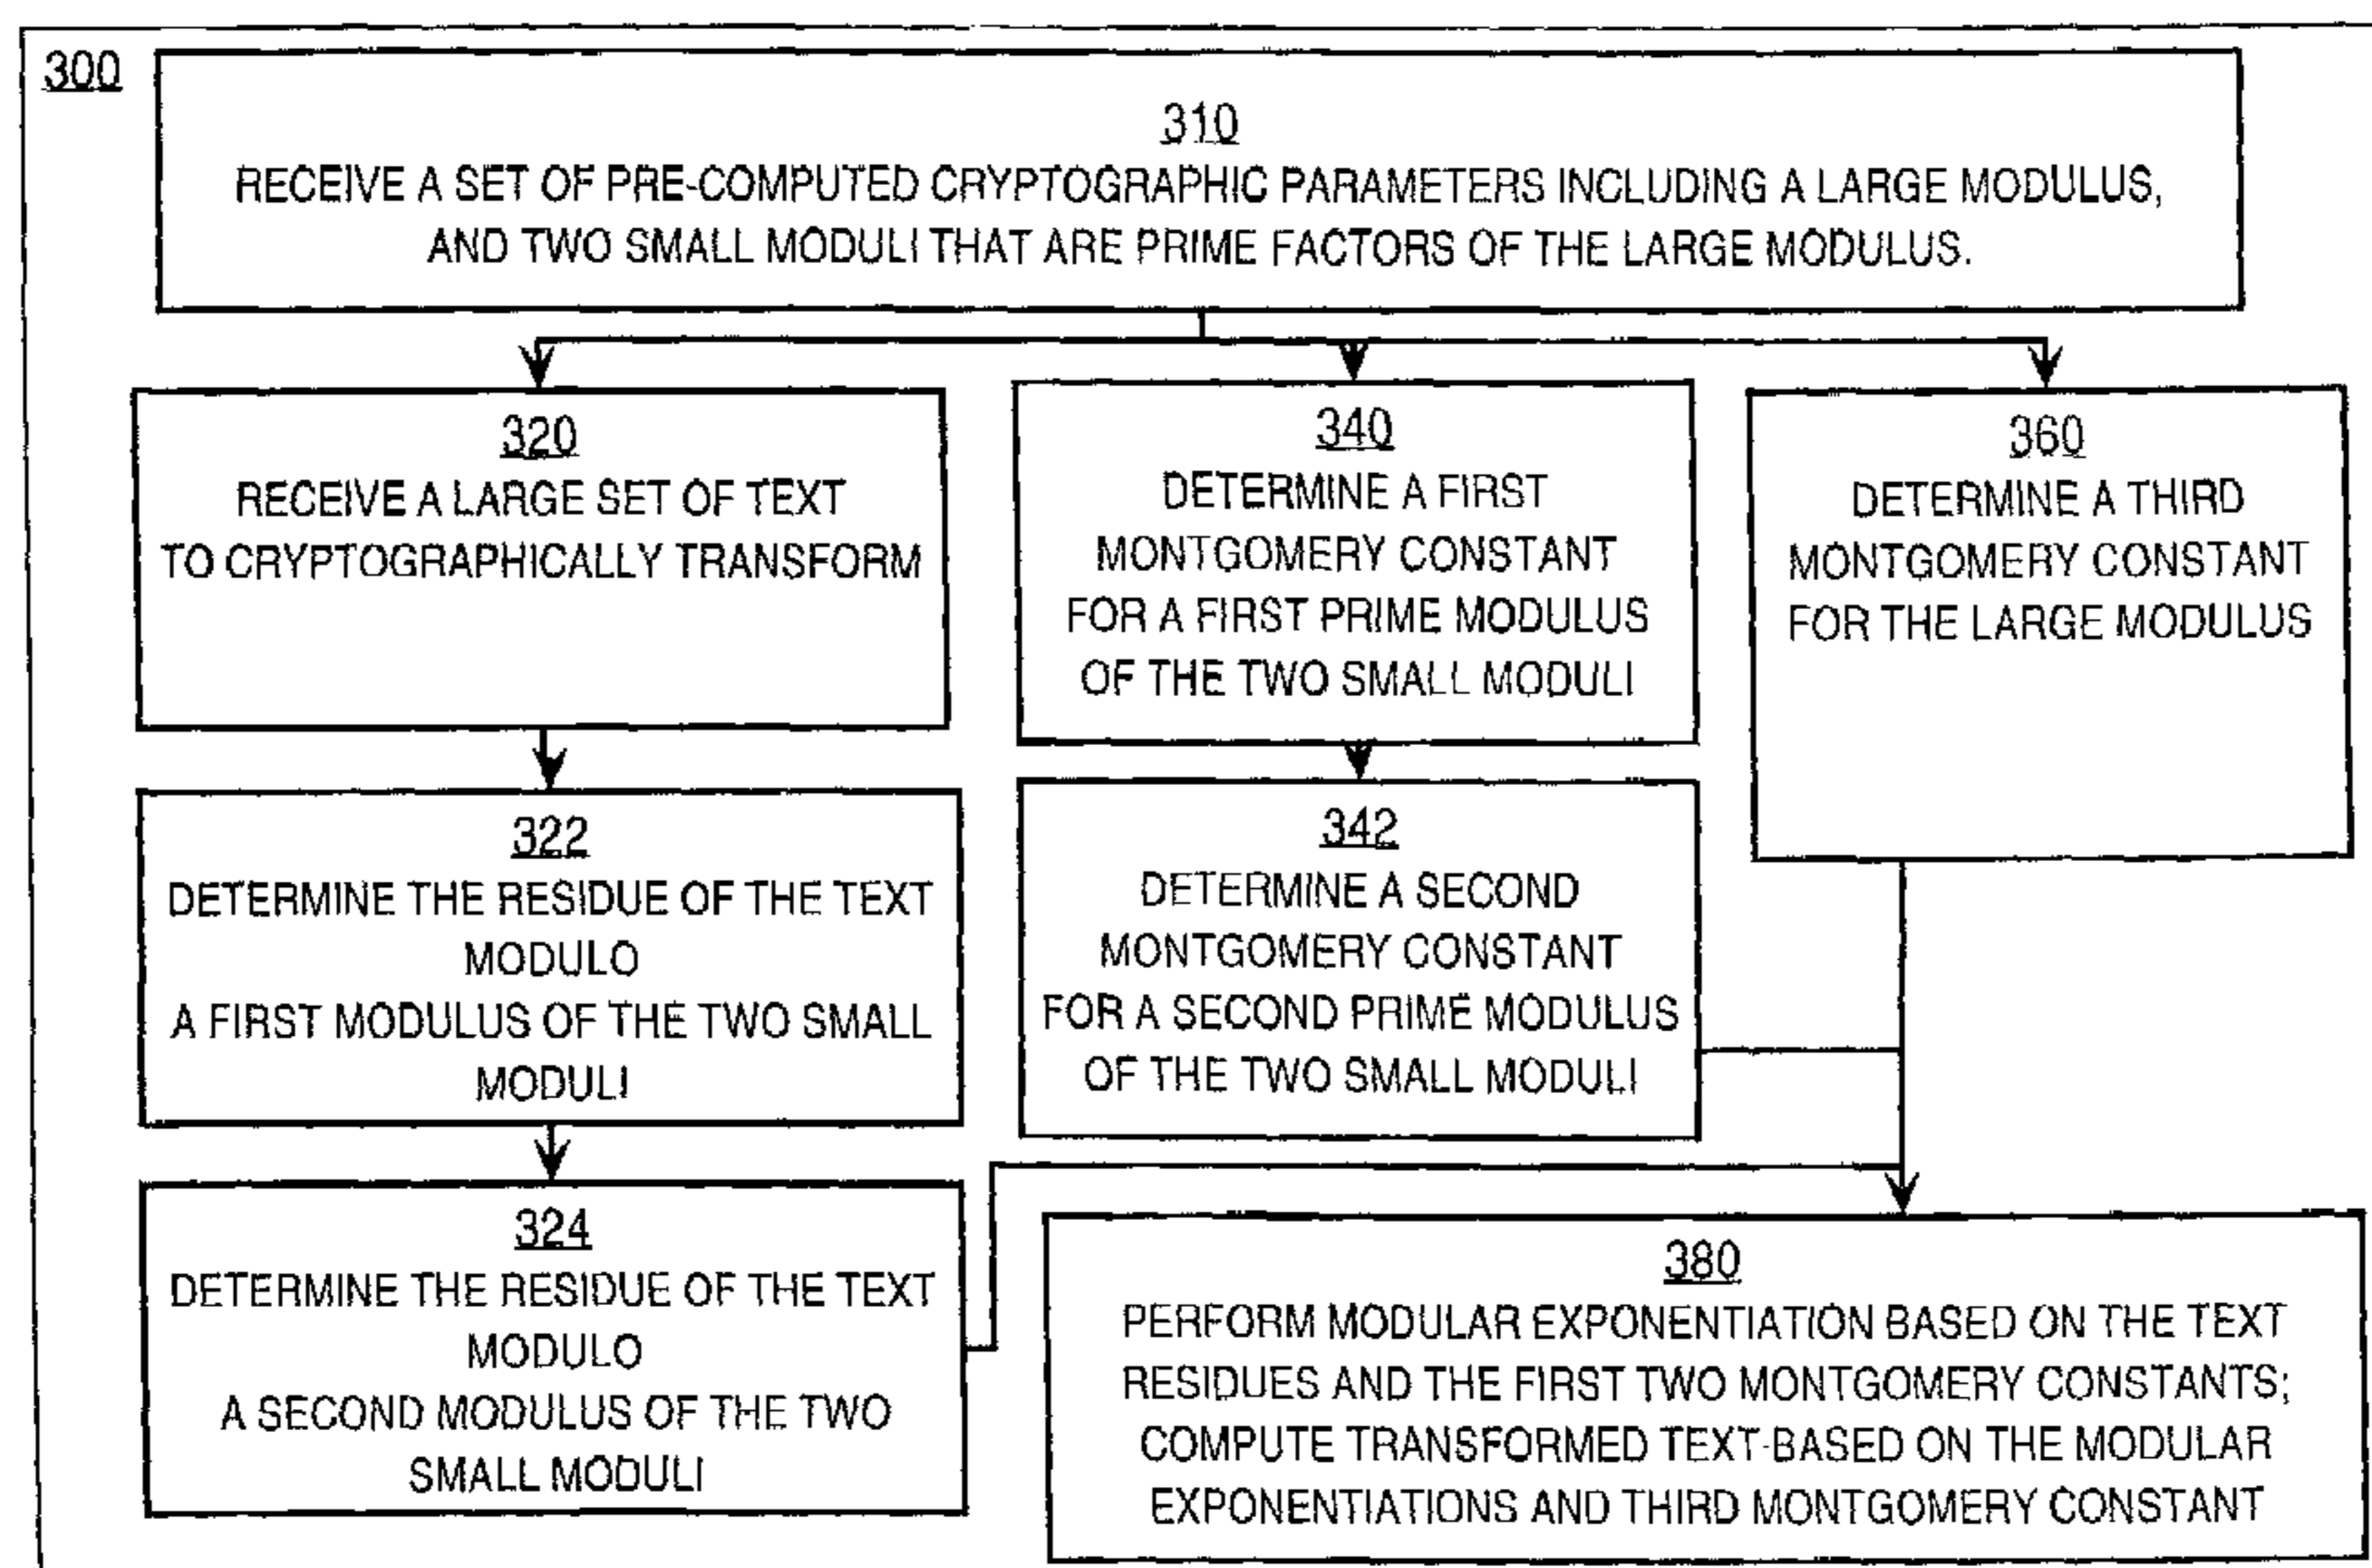 300
310
RECEIVE A SET OF PRE-COMPUTED CRYPTOGRAPHIC PARAMETERS INCLUDING A LARGE MODULUS,
AND TWO SMALL MODULI THAT ARE PRIME FACTORS OF THE LARGE MODULUS.
320
RECEIVE A LARGE SET OF TEXT
TO CRYPTOGRAPHICALLY TRANSFORM
322
DETERMINE THE RESIDUE OF THE TEXT
MODULO
A FIRST MODULUS OF THE TWO SMALL
MODULI
324
DETERMINE THE RESIDUE OF THE TEXT
MODULO
A SECOND MODULUS OF THE TWO
SMALL MODULI
340
DETERMINE A FIRST
MONTGOMERY CONSTANT
FOR A FIRST PRIME MODULUS
OF THE TWO SMALL MODULI
342
DETERMINE A SECOND
MONTGOMERY CONSTANT
FOR A SECOND PRIME MODULUS
OF THE TWO SMALL MODULI
360
DETERMINE A THIRD
MONTGOMERY CONSTANT
FOR THE LARGE MODULUS
380
PERFORM MODULAR EXPONENTIATION BASED ON THE TEXT
RESIDUES AND THE FIRST TWO MONTGOMERY CONSTANTS;
COMPUTE TRANSFORMED TEXT-BASED ON THE MODULAR
EXPONENTIATIONS AND THIRD MONTGOMERY CONSTANT